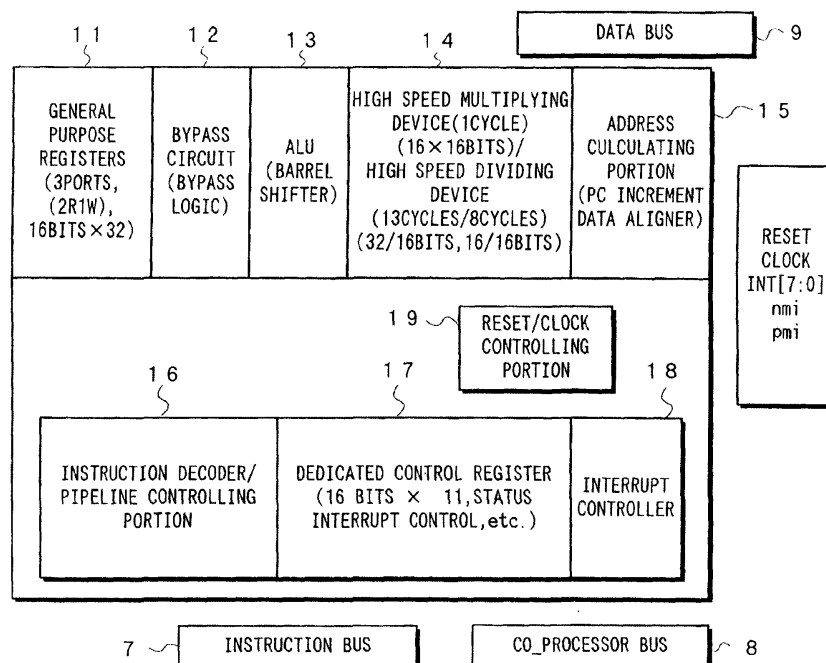 DATA BUS
9
11
12
13
14
15
GENERAL
PURPOSE
REGISTERS
(3PORTS,
(2R1W),
16BITS×32)
BYPASS
CIRCUIT
(BYPASS
LOGIC)
ALU
(BARREL
SHIFTER)
HIGH SPEED MULTIPLYING
DEVICE(1CYCLE)
(16×16BITS)/
HIGH SPEED DIVIDING
DEVICE
(13CYCLES/8CYCLES)
(32/16BITS,16/16BITS)
ADDRESS
CULCULATING
PORTION
(PC INCREMENT
DATA ALIGNER)
RESET
CLOCK
INT[7:0]
nmi
pmi
19
RESET/CLOCK
CONTROLLING
PORTION
16
17
18
INSTRUCTION DECODER/
PIPELINE CONTROLLING
PORTION
DEDICATED CONTROL REGISTER
(16 BITS × 11,STATUS
INTERRUPT CONTROL,etc.)
INTERRUPT
CONTROLLER
7
INSTRUCTION BUS
CO_PROCESSOR BUS
8